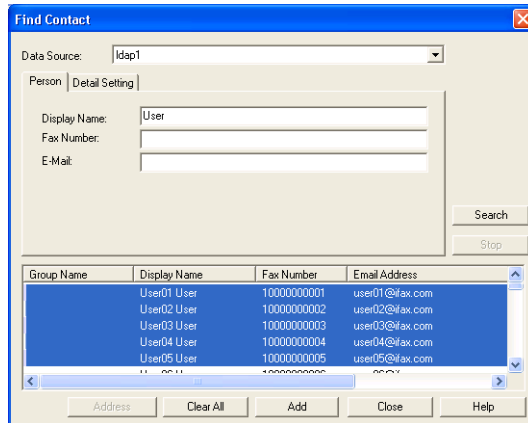 Find Contact
Data Source: ldap1
Person Detail Setting
Display Name: User
Fax Number:
E-Mail:
Search
Stop
Group Name Display Name Fax Number Email Address
User01 User 10000000001 user01@ifax.com
User02 User 10000000002 user02@ifax.com
User03 User 10000000003 user03@ifax.com
User04 User 10000000004 user04@ifax.com
User05 User 10000000005 user05@ifax.com
Address Clear All Add Close Help